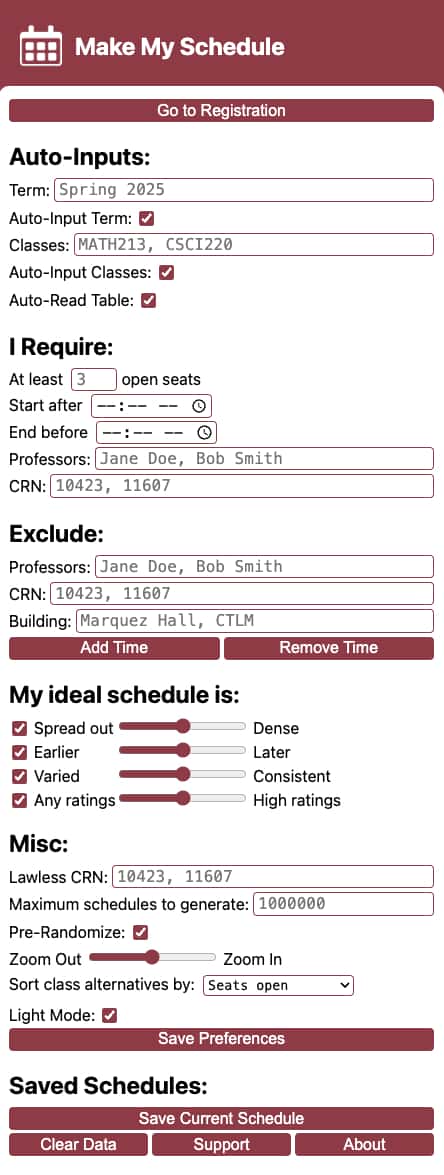 Make My Schedule
Go to Registration
Auto-Inputs:
Term: Spring 2025
Auto-Input Term:
Classes: MATH213, CSCI220
Auto-Input Classes:
Auto-Read Table:
I Require:
At least 3 open seats
Start after --:-- --
End before --:-- --
Professors: Jane Doe, Bob Smith
CRN: 10423, 11607
Exclude:
Professors: Jane Doe, Bob Smith
CRN: 10423, 11607
Building: Marquez Hall, CTLM
Add Time Remove Time
My ideal schedule is:
Spread out Dense
Earlier Later
Varied Consistent
Any ratings High ratings
Misc:
Lawless CRN: 10423, 11607
Maximum schedules to generate: 1000000
Pre-Randomize:
Zoom Out Zoom In
Sort class alternatives by: Seats open
Light Mode:
Save Preferences
Saved Schedules:
Save Current Schedule
Clear Data Support About